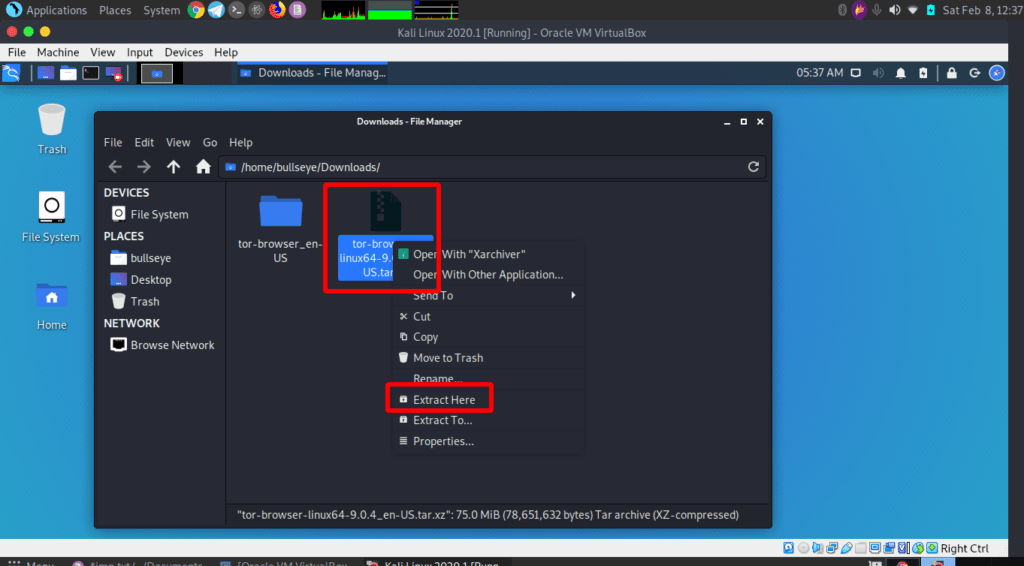 Applications Places System Sat Feb 8, 12:37
Kali Linux 2020.1 [Running] - Oracle VM VirtualBox
File Machine View Input Devices Help
Downloads - File Manag... 05:37 AM
Downloads - File Manager
File Edit View Go Help
/home/bullseye/Downloads/
Trash
File System
Home
DEVICES
File System
PLACES
bullseye
Desktop
Trash
NETWORK
Browse Network
tor-browser_en-
US
linux64-9.
US.tar
Open With "Xarchiver"
Open With Other Application...
Send To
Cut
Copy
Move to Trash
Rename...
Extract Here
Extract To...
Properties...
"tor-browser-linux64-9.0.4_en-US.tar.xz": 75.0 MiB (78,651,632 bytes) Tar archive (XZ-compressed)
Right Ctrl
Menu [Oracle VM VirtualBox Kali Linux 2020.1 [Runn